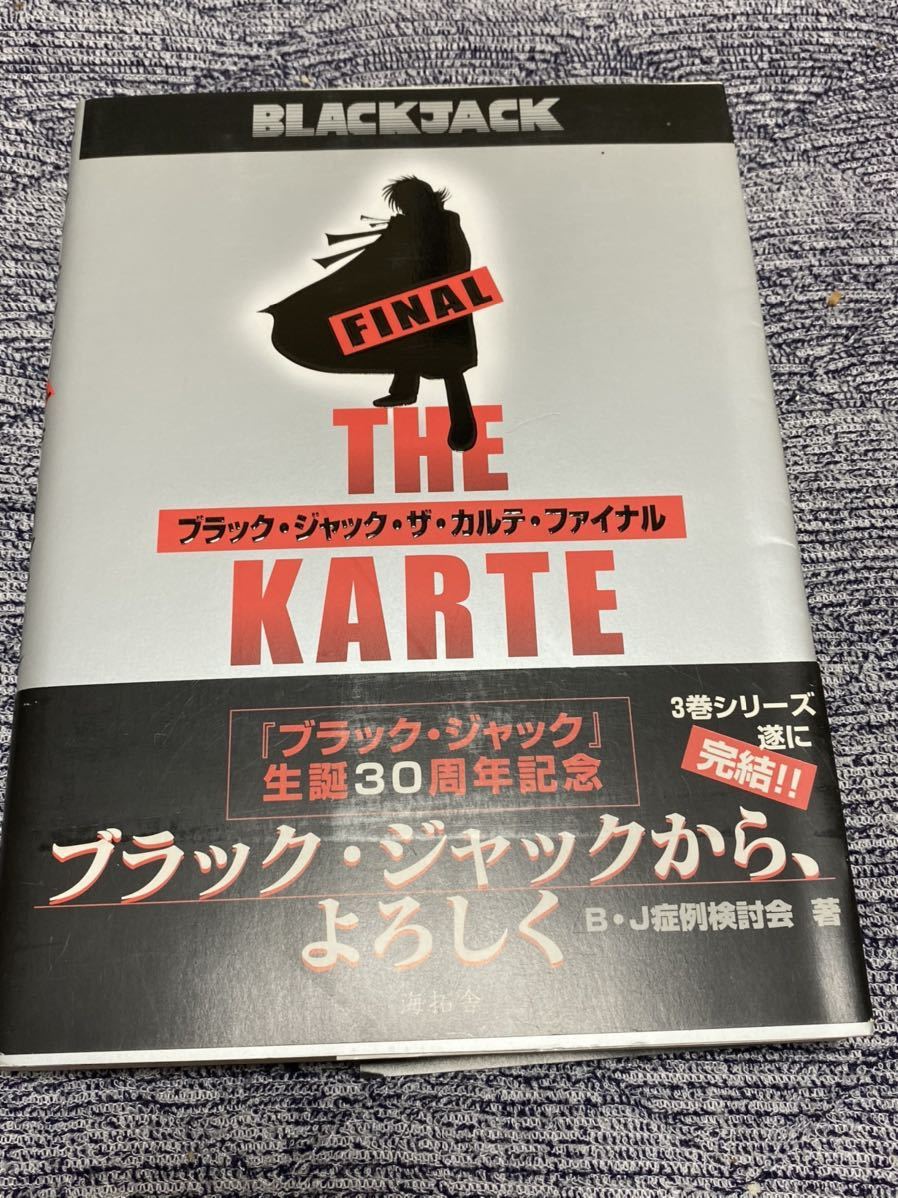 BLACKJACK
FINAL
THE
ブラック・ジャック・ザ・カルテ・ファイナル
KARTE
『ブラック・ジャック』
生誕30周年記念
3巻シリーズ
遂に
完結!!
ブラック・ジャックから、
よろしく
B・J症例検討会 著
海拓舎